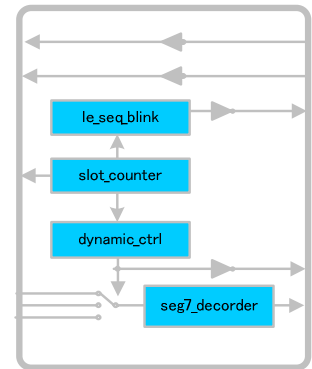 le_seq_blink
slot_counter
dynamic_ctrl
seg7_decorder